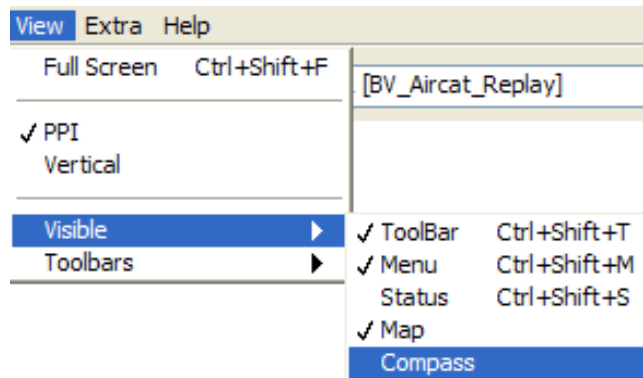 View Extra Help
Full Screen Ctrl+Shift+F
[BV_Aircat_Replay]
PPI
Vertical
Visible
Toolbars
ToolBar Ctrl+Shift+T
Menu Ctrl+Shift+M
Status Ctrl+Shift+S
Map
Compass